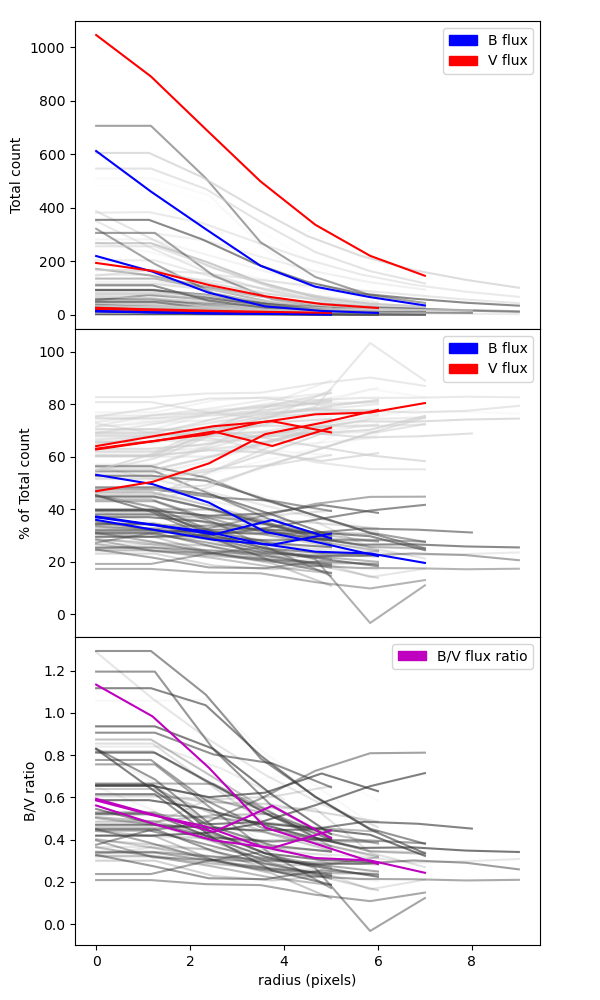 1000
800
600
400
200
0
Total count
B flux
V flux
100
80
60
40
20
0
% of Total count
B flux
V flux
1.2
1.0
0.8
0.6
0.4
0.2
0.0
B/V ratio
B/V flux ratio
0 2 4 6 8
radius (pixels)